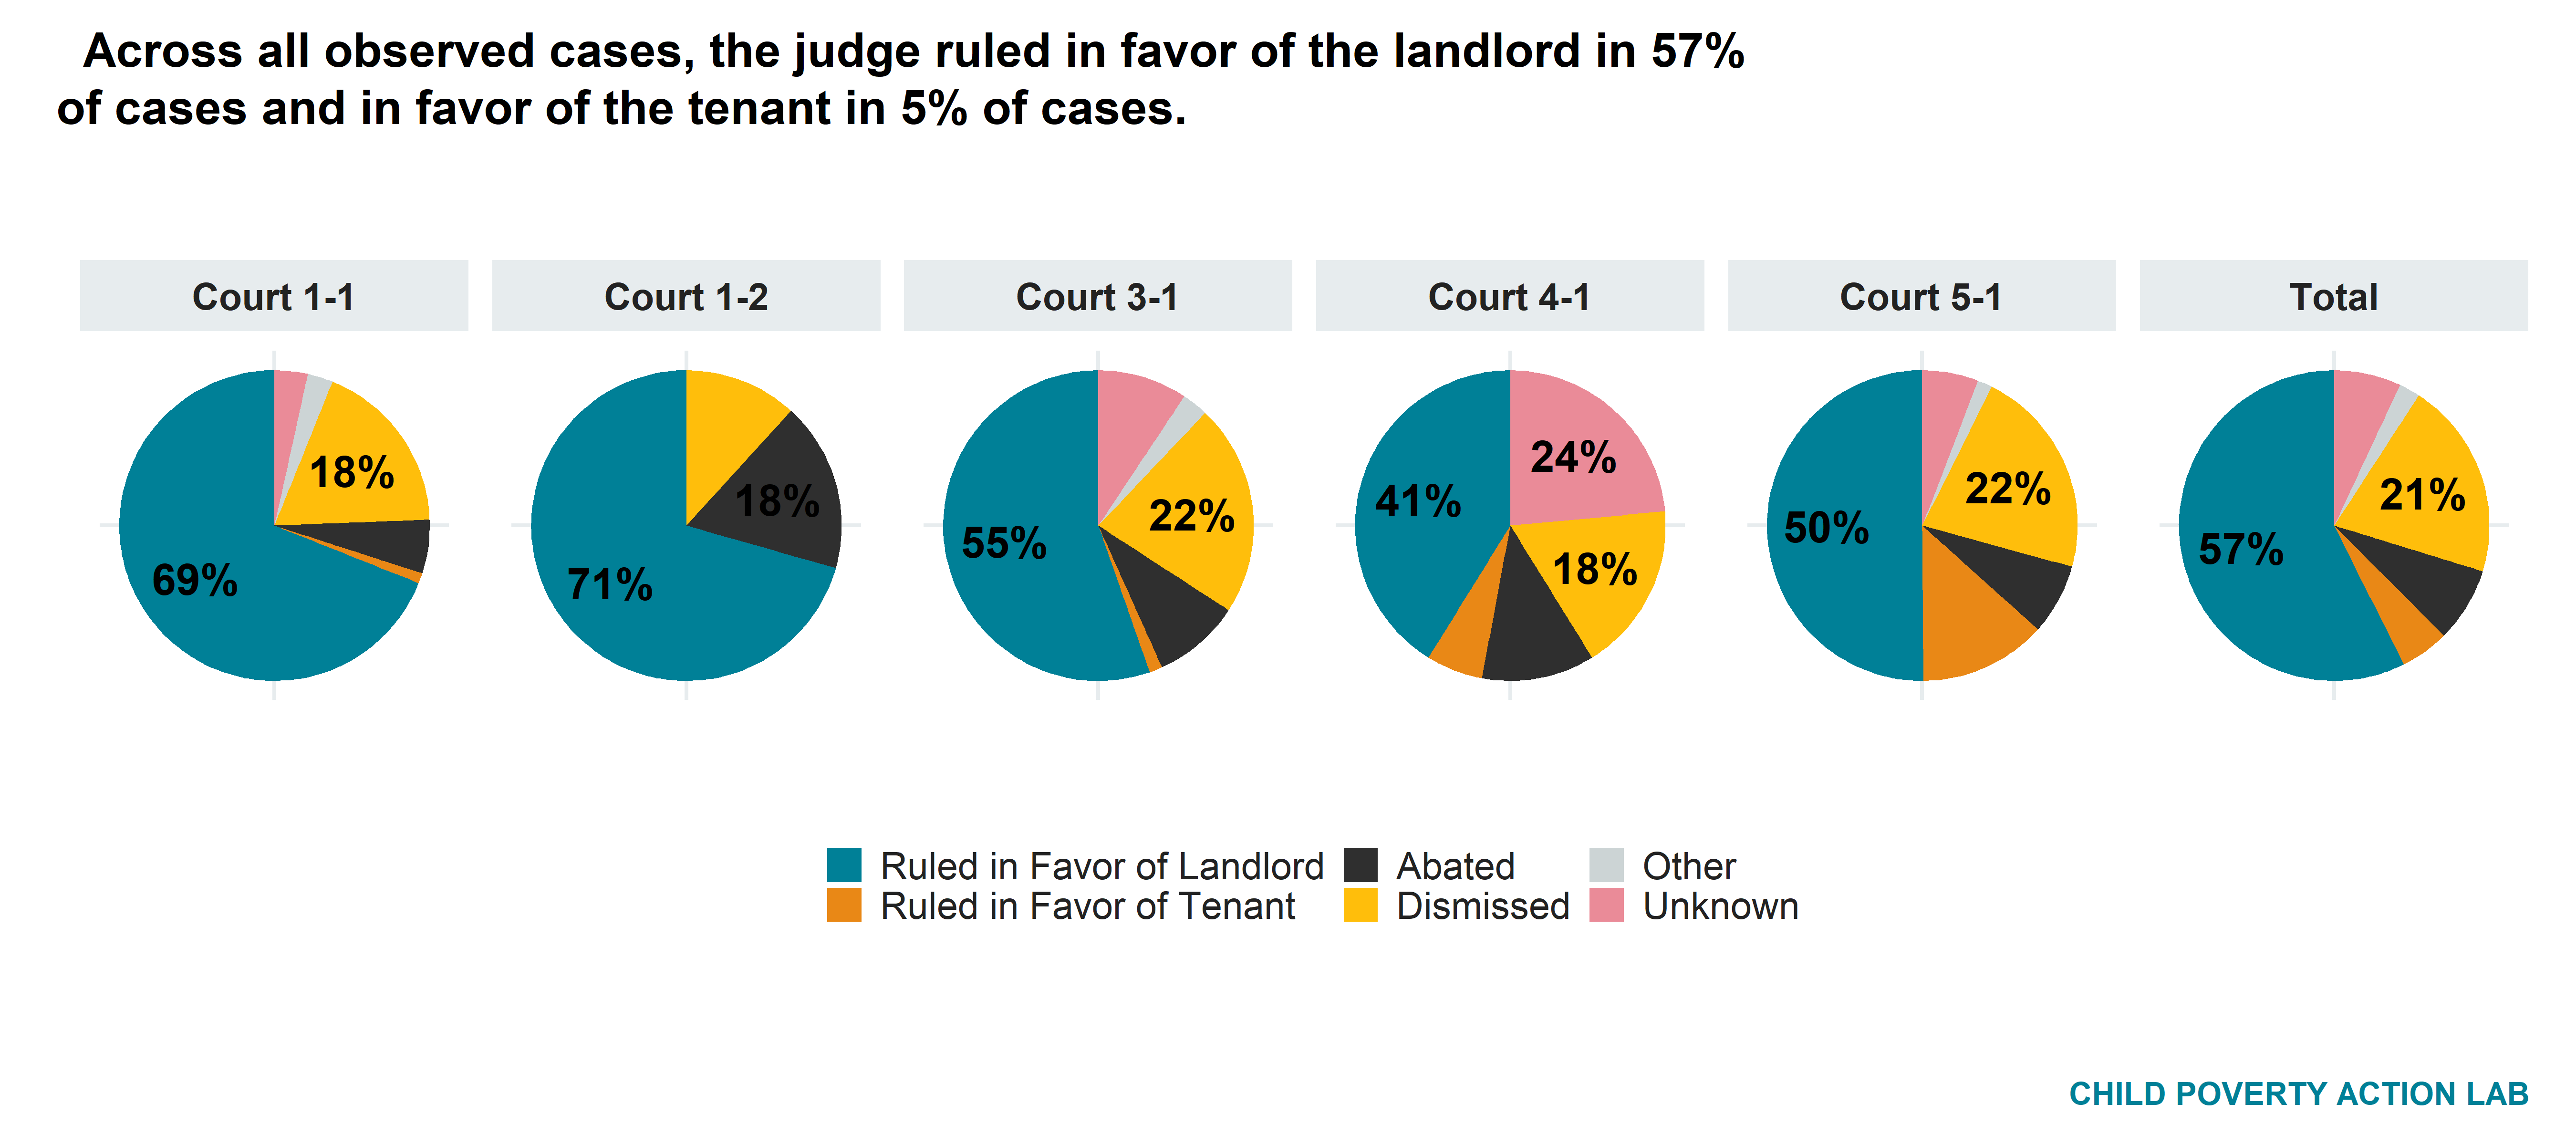 Across all observed cases, the judge ruled in favor of the landlord in 57%
of cases and in favor of the tenant in 5% of cases.
Court 1-1
Court 1-2
Court 3-1
Court 4-1
Court 5-1
Total
18%
69%
18%
71%
55%
22%
41%
24%
18%
50%
22%
57%
21%
Ruled in Favor of Landlord
Ruled in Favor of Tenant
Abated
Dismissed
Other
Unknown
CHILD POVERTY ACTION LAB